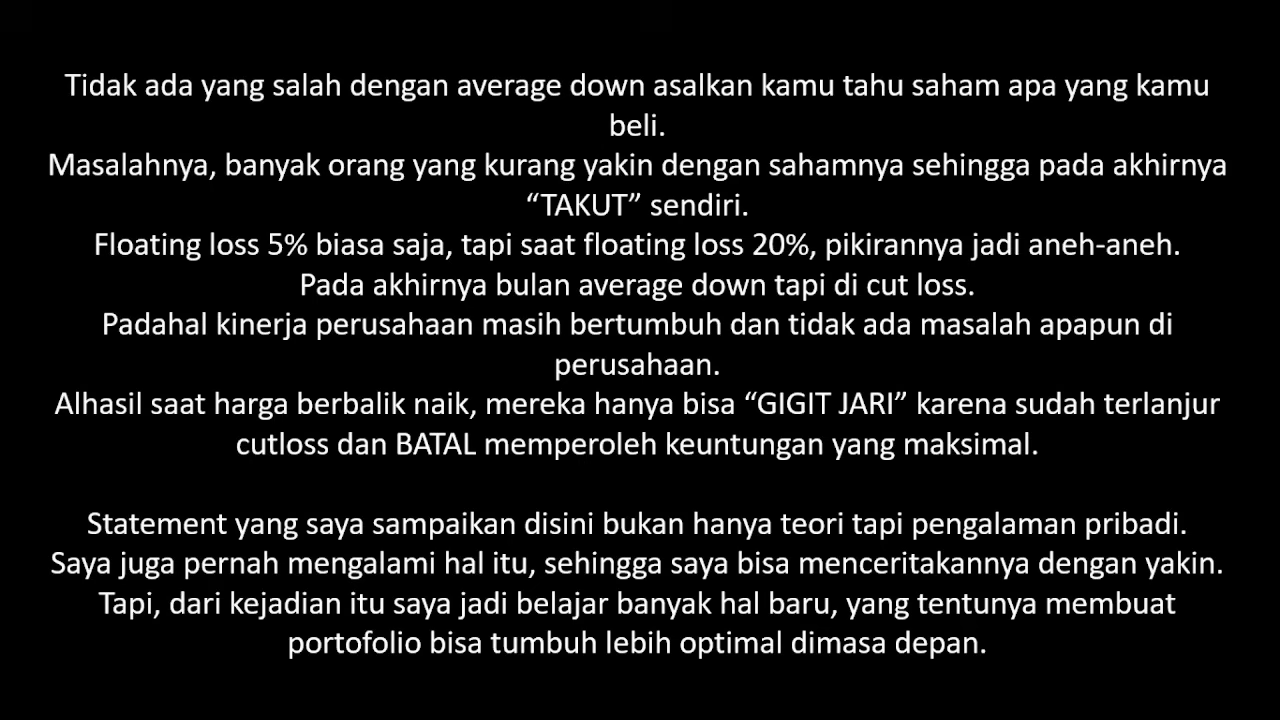 Tidak ada yang salah dengan average down asalkan kamu tahu saham apa yang kamu
beli.
Masalahnya, banyak orang yang kurang yakin dengan sahamnya sehingga pada akhirnya
“TAKUT” sendiri.
Floating loss 5% biasa saja, tapi saat floating loss 20%, pikirannya jadi aneh-aneh.
Pada akhirnya bulan average down tapi di cut loss.
Padahal kinerja perusahaan masih bertumbuh dan tidak ada masalah apapun di
perusahaan.
Alhasil saat harga berbalik naik, mereka hanya bisa “GIGIT JARI” karena sudah terlanjur
cutloss dan BATAL memperoleh keuntungan yang maksimal.
Statement yang saya sampaikan disini bukan hanya teori tapi pengalaman pribadi.
Saya juga pernah mengalami hal itu, sehingga saya bisa menceritakannya dengan yakin.
Tapi, dari kejadian itu saya jadi belajar banyak hal baru, yang tentunya membuat
portofolio bisa tumbuh lebih optimal dimasa depan.